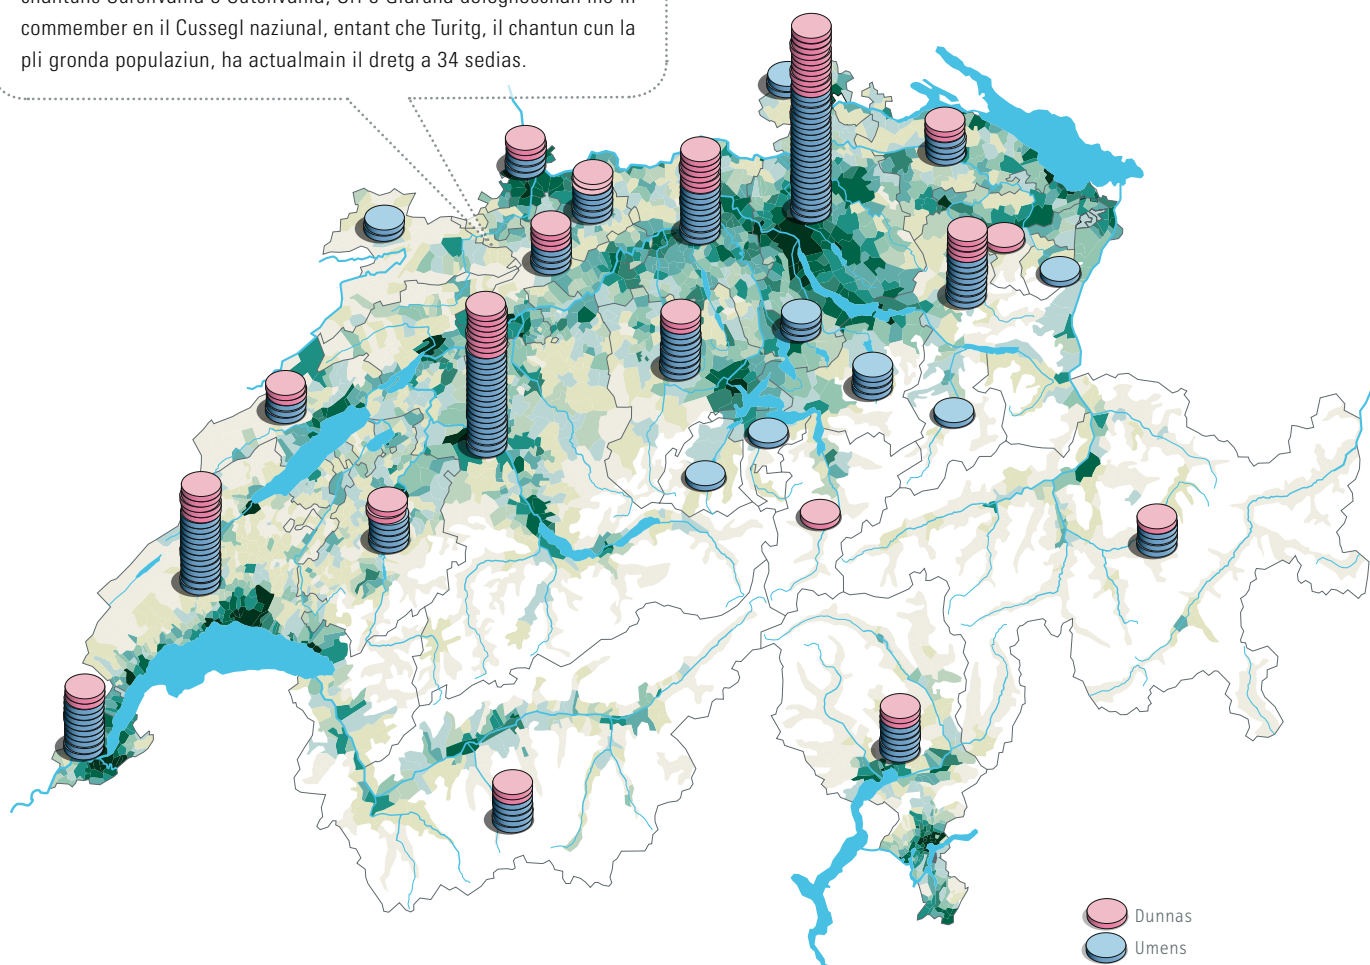 commember en il Cussegl naziunal, entant che Turitg, il chantun cun la
pli gronda populaziun, ha actualmain il dretg a 34 sedias.
Dunnas
Umens